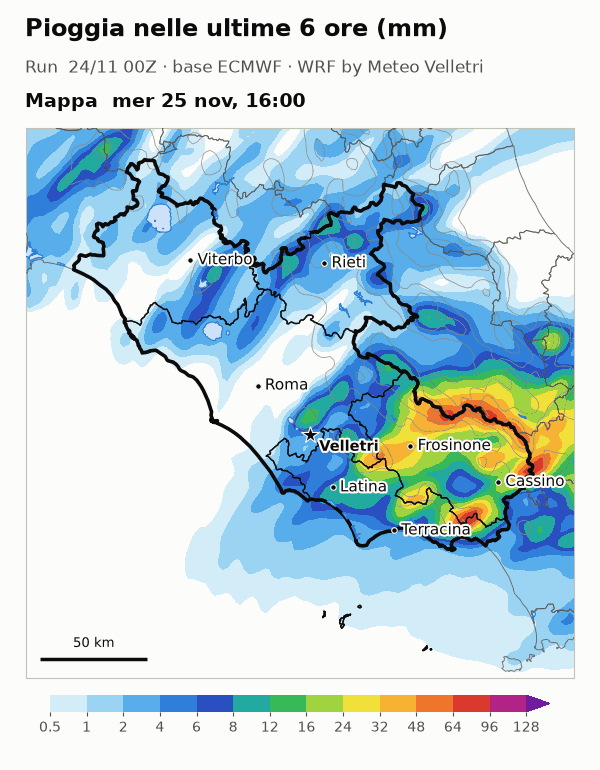 Pioggia nelle ultime 6 ore (mm)
Run  24/11 00Z · base ECMWF · WRF by Meteo Velletri
Mappa  mer 25 nov, 16:00
Viterbo
Rieti
Roma
Velletri
Frosinone
Cassino
Latina
Terracina
50 km
0.5 1 2 4 6 8 12 16 24 32 48 64 96 128